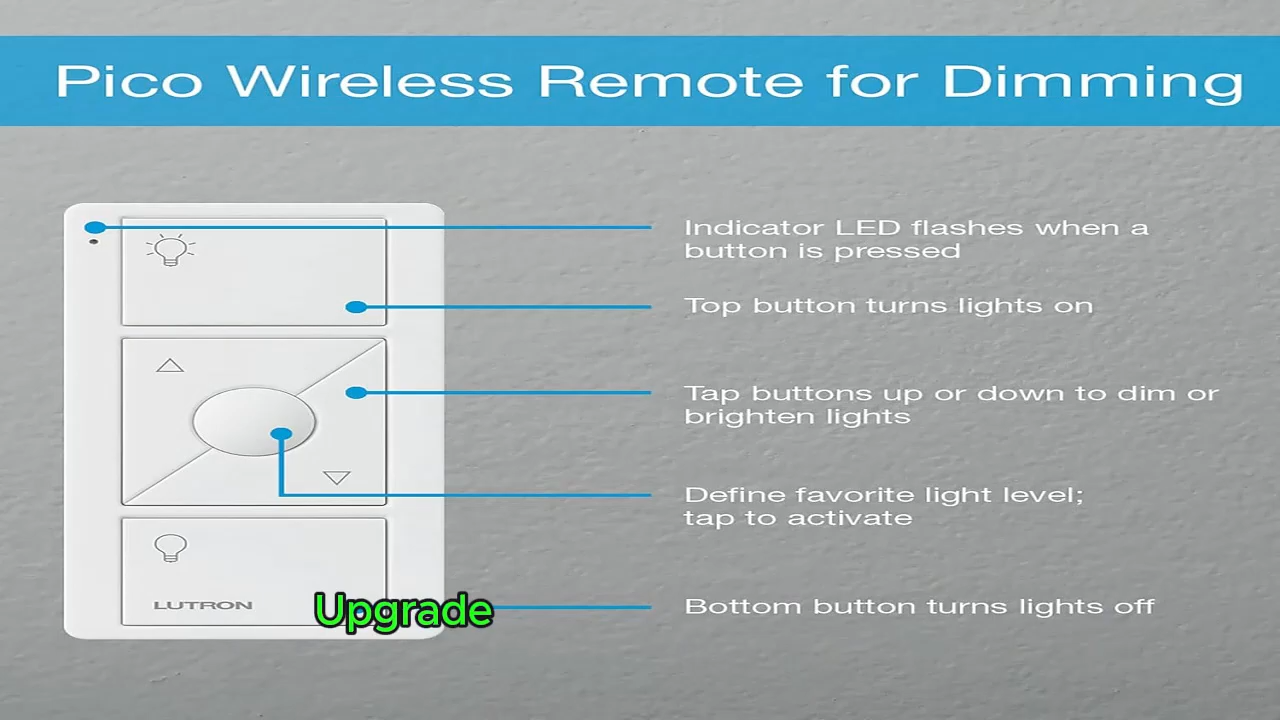 Pico Wireless Remote for Dimming
Indicator LED flashes when a
button is pressed
Top button turns lights on
Tap buttons up or down to dim or
brighten lights
Define favorite light level;
tap to activate
LUTRON
Upgrade
Bottom button turns lights off